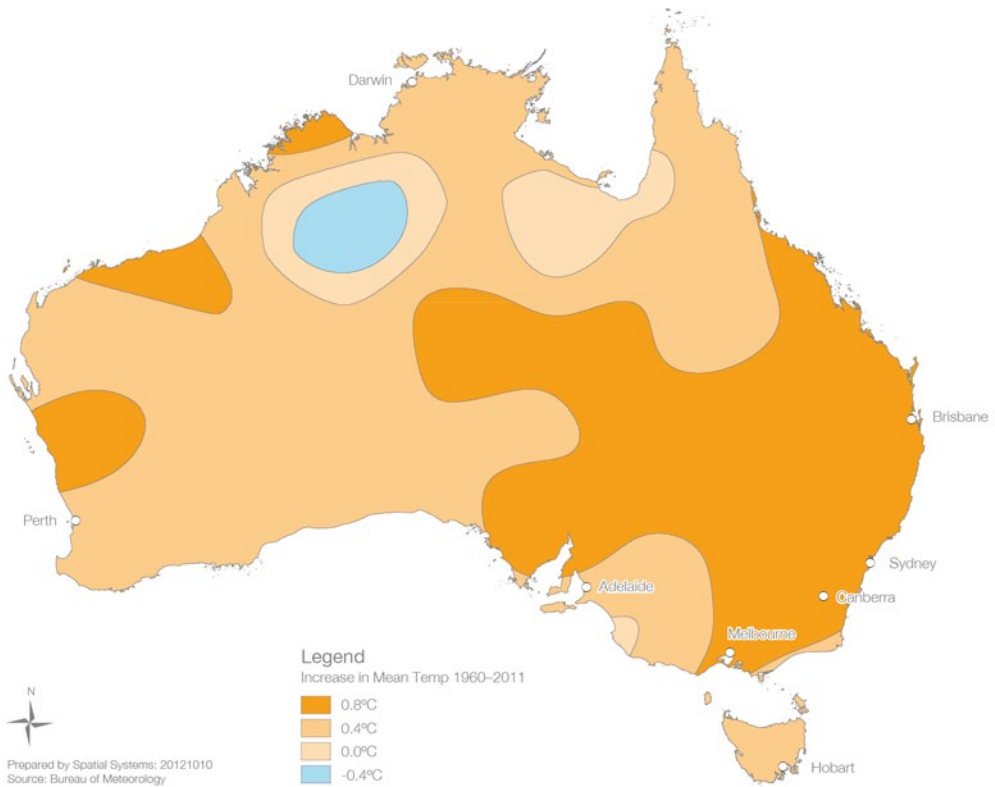 Darwin
Brisbane
Perth
Sydney
Adelaide
Canberra
Melbourne
Legend
Increase in Mean Temp 1960–2011
0.8ºC
0.4ºC
0.0ºC
-0.4ºC
N
Prepared by Spatial Systems: 20121010
Source: Bureau of Meteorology
Hobart